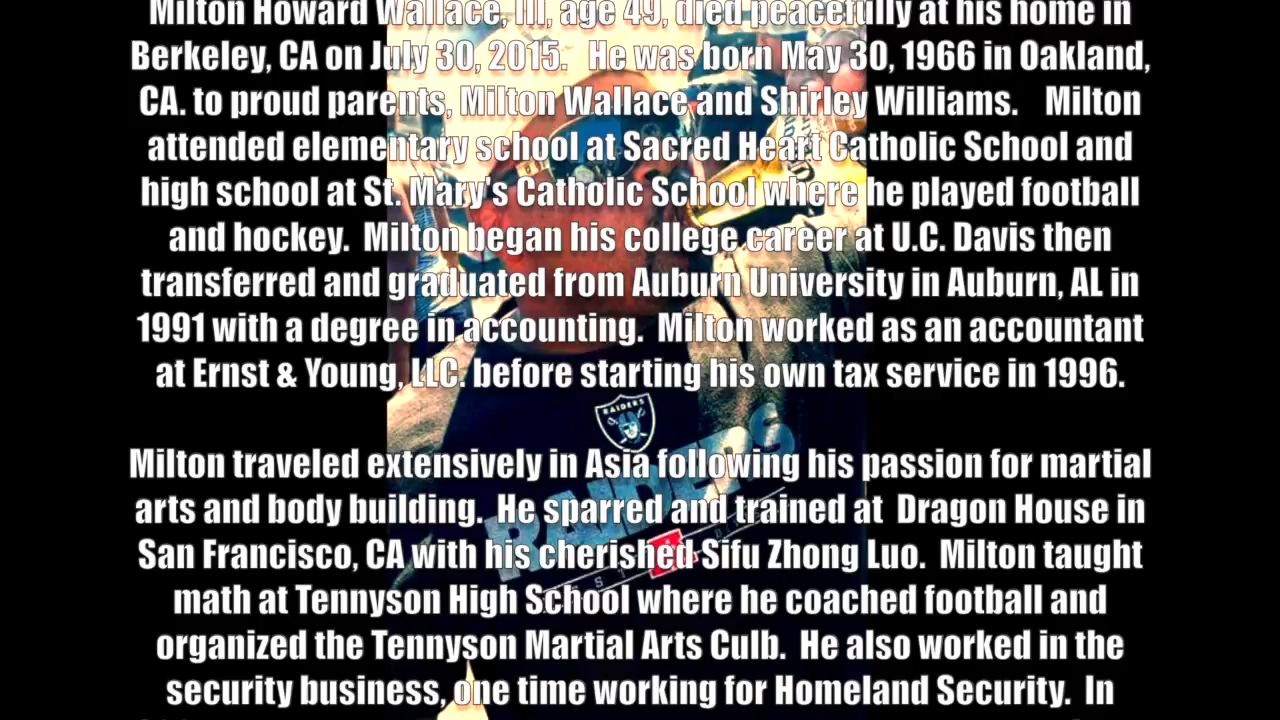 Milton Howard Wallace, III, age 49, died peacefully at his home in
Berkeley, CA on July 30, 2015. He was born May 30, 1966 in Oakland,
CA. to proud parents, Milton Wallace and Shirley Williams. Milton
attended elementary school at Sacred Heart Catholic School and
high school at St. Mary's Catholic School where he played football
and hockey. Milton began his college career at U.C. Davis then
transferred and graduated from Auburn University in Auburn, AL in
1991 with a degree in accounting. Milton worked as an accountant
at Ernst & Young, LLC. before starting his own tax service in 1996.
RAIDERS
Milton traveled extensively in Asia following his passion for martial
RAIDERS
arts and body building. He sparred and trained at Dragon House in
San Francisco, CA with his cherished Sifu Zhong Luo. Milton taught
math at Tennyson High School where he coached football and
organized the Tennyson Martial Arts Culb. He also worked in the
security business, one time working for Homeland Security. In